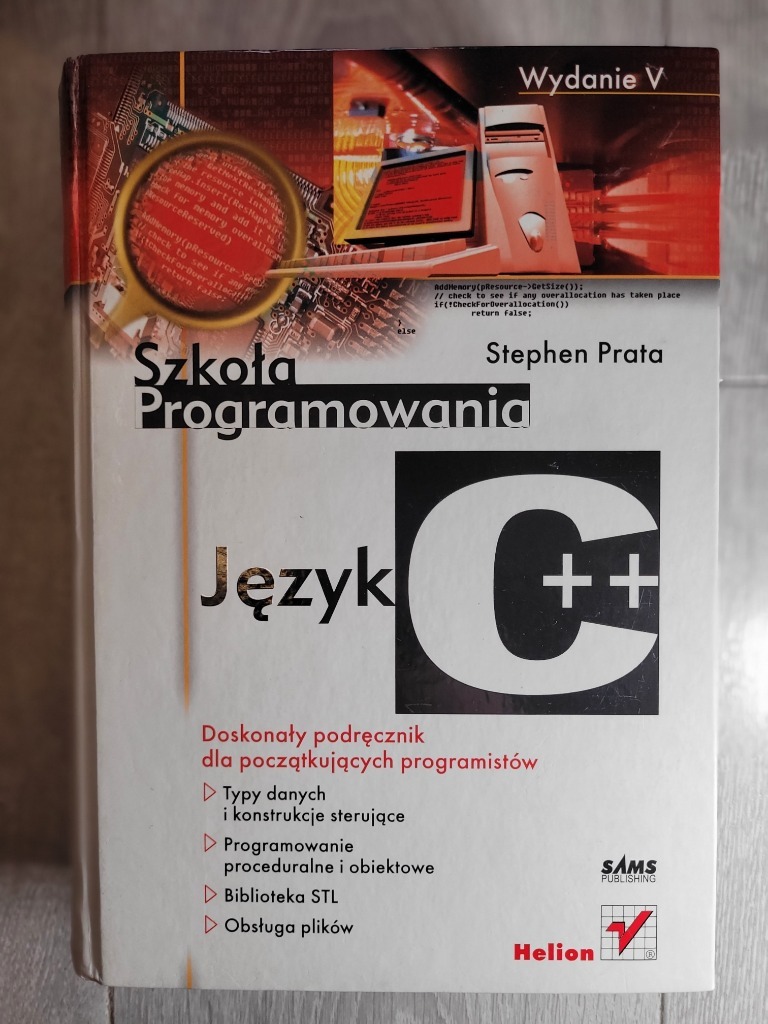 Wydanie V
AddMemory(pResource->GetSize());
// check to see if any overallocation has taken place
if(!CheckForOverallocation())
return false;
}
else
Stephen Prata
Szkoła
Programowania
Język C++
Doskonały podręcznik
dla początkujących programistów
Typy danych
i konstrukcje sterujące
Programowanie
proceduralne i obiektowe
Biblioteka STL
Obsługa plików
SAMS
PUBLISHING
Helion
®